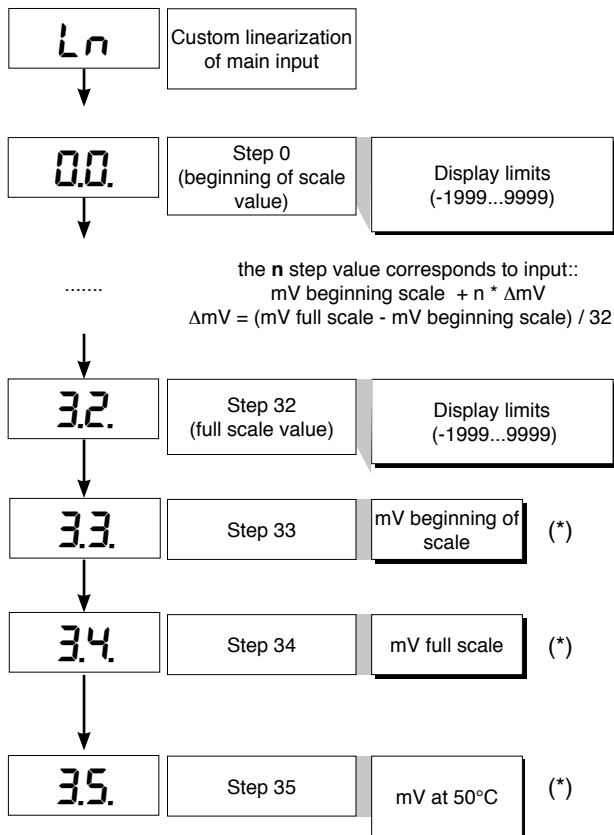 Ln
Custom linearization
of main input
0.0.
Step 0
(beginning of scale
value)
Display limits
(-1999...9999)
.......
the n step value corresponds to input::
mV beginning scale + n * ΔmV
ΔmV = (mV full scale - mV beginning scale) / 32
3.2.
Step 32
(full scale value)
Display limits
(-1999...9999)
3.3.
Step 33
mV beginning of
scale
(*)
3.4.
Step 34
mV full scale
(*)
3.5.
Step 35
mV at 50°C
(*)